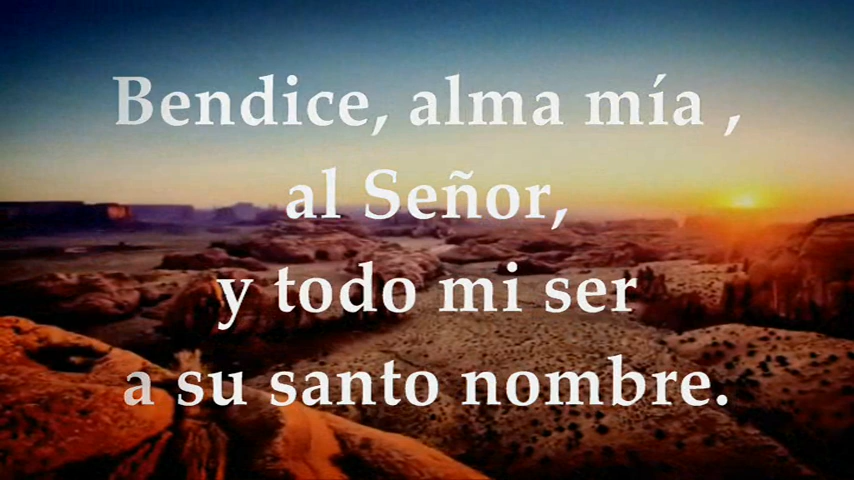 Bendice, alma mía ,
al Señor,
y todo mi ser
a su santo nombre.